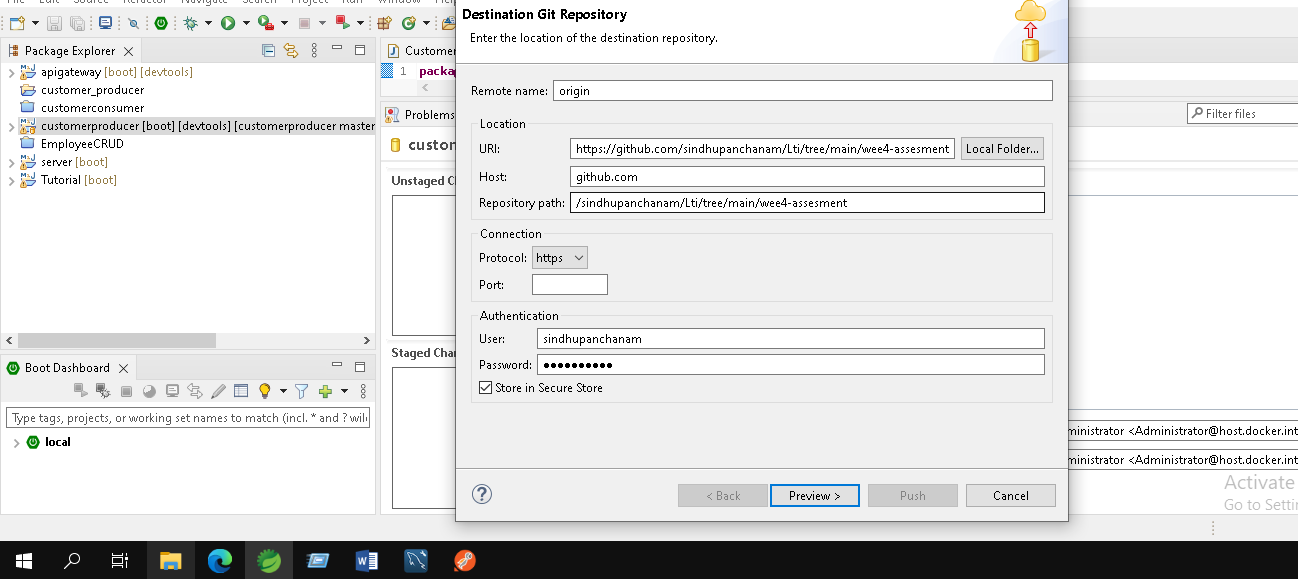 Destination Git Repository
Enter the location of the destination repository.
Package Explorer
apigateway [boot] [devtools]
customer_producer
customerconsumer
customerproducer [boot] [devtools] [customerproducer master
EmployeeCRUD
server [boot]
Tutorial [boot]
Customer
1 packa
Problems
custom
Unstaged C
Staged Cha
Remote name: origin
Location
URI: https://github.com/sindhupanchanam/Lti/tree/main/wee4-assesment Local Folder...
Host: github.com
Repository path: /sindhupanchanam/Lti/tree/main/wee4-assesment
Connection
Protocol: https
Port:
Authentication
User: sindhupanchanam
Password: ●●●●●●●●●●
Store in Secure Store
< Back Preview > Push Cancel
Filter files
Boot Dashboard
Type tags, projects, or working set names to match (incl. * and ? wil
local
ministrator <Administrator@host.docker.int
ministrator <Administrator@host.docker.int
Activate
Go to Setti